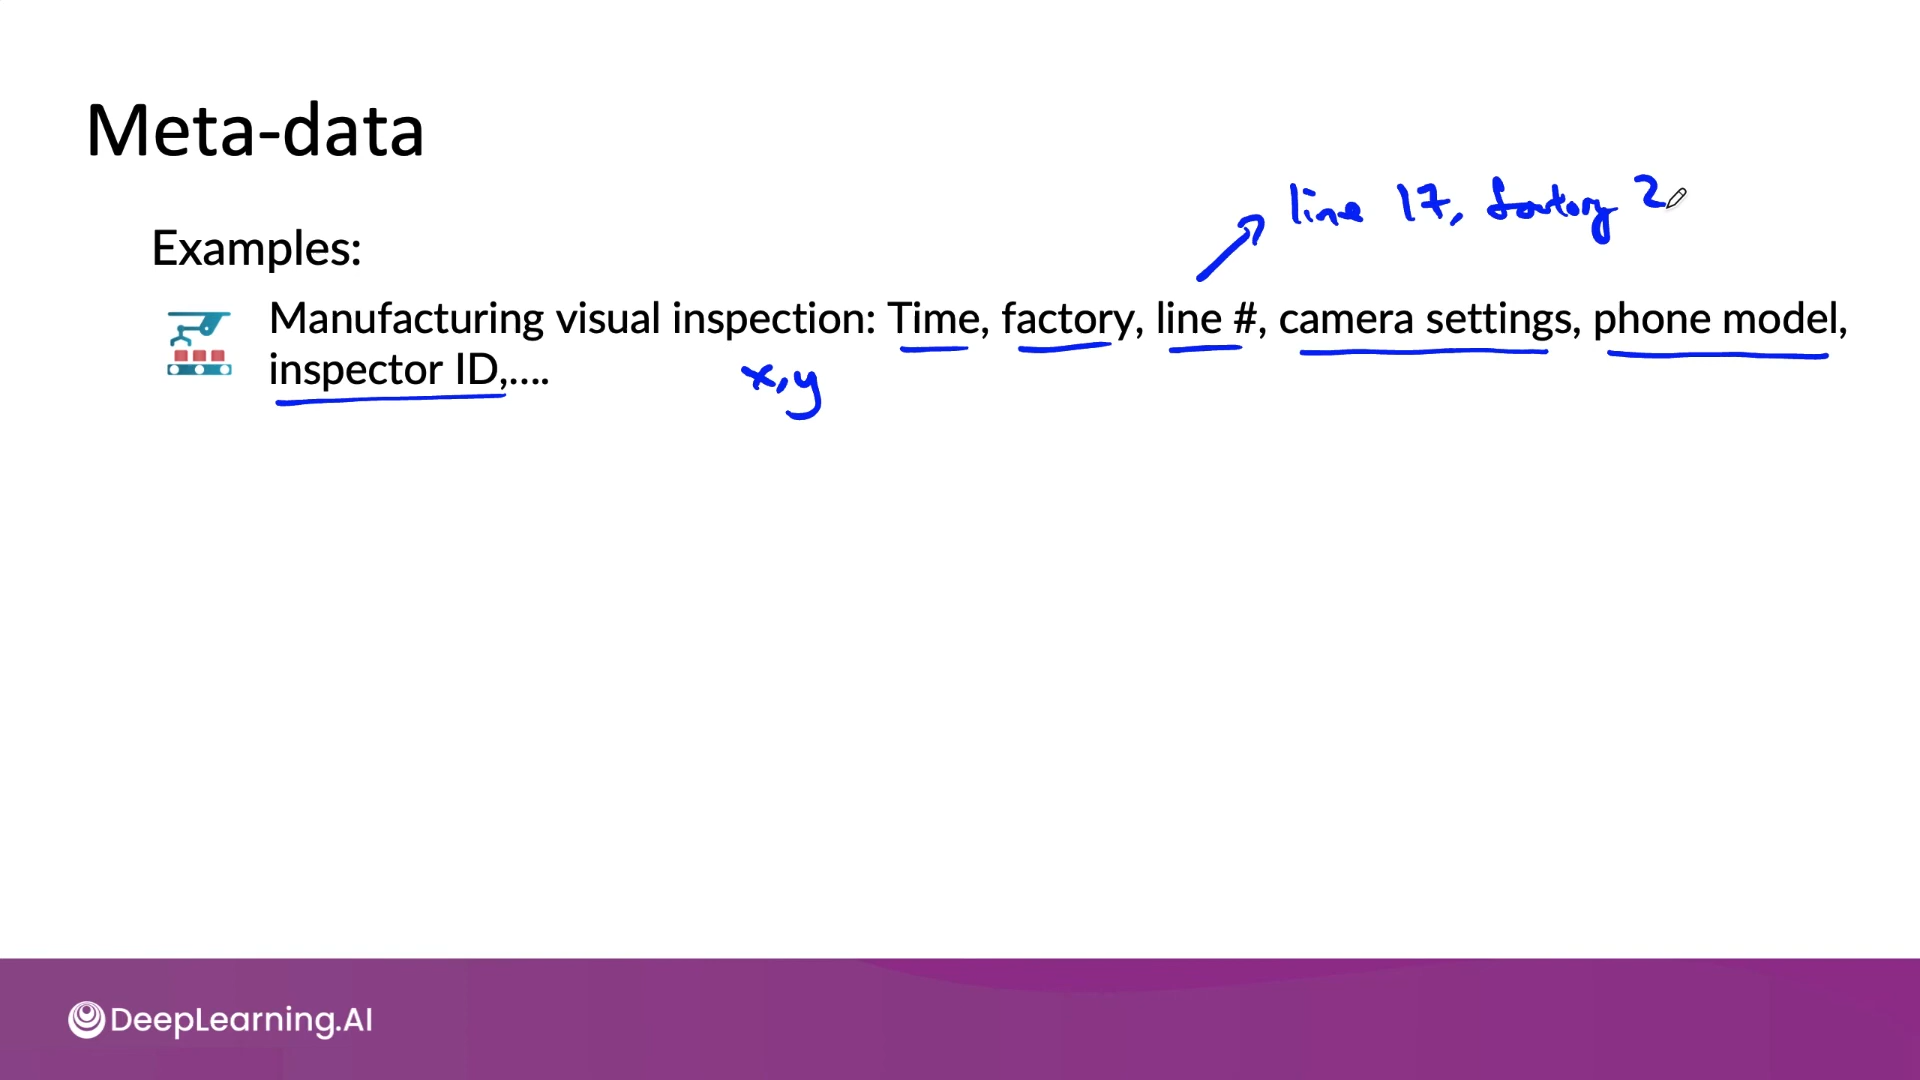 Meta-data
line 17, factory 2
Examples:
Manufacturing visual inspection: Time, factory, line #, camera settings, phone model,
inspector ID,....
x,y
DeepLearning.AI